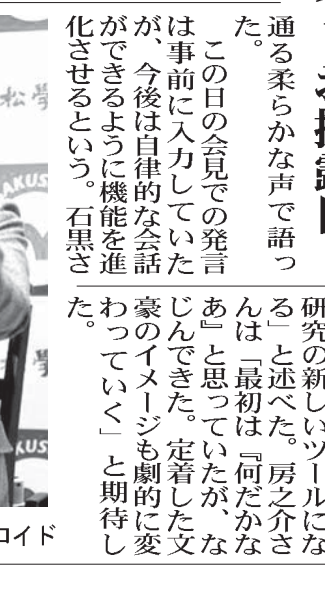 通る柔らかな声で語っ
た。
この日の会見での発言
は事前に入力していた
が、今後は自律的な会話
ができるように機能を進
化させるという。石黒さ
研究の新しいツールにな
る」と述べた。房之介さ
んは「最初は『何だかな
あ』と思っていたが、な
じんできた。定着した文
豪のイメージも劇的に変
わっていく」と期待し
た。
松學
AKUS
學
KUS
ロイド